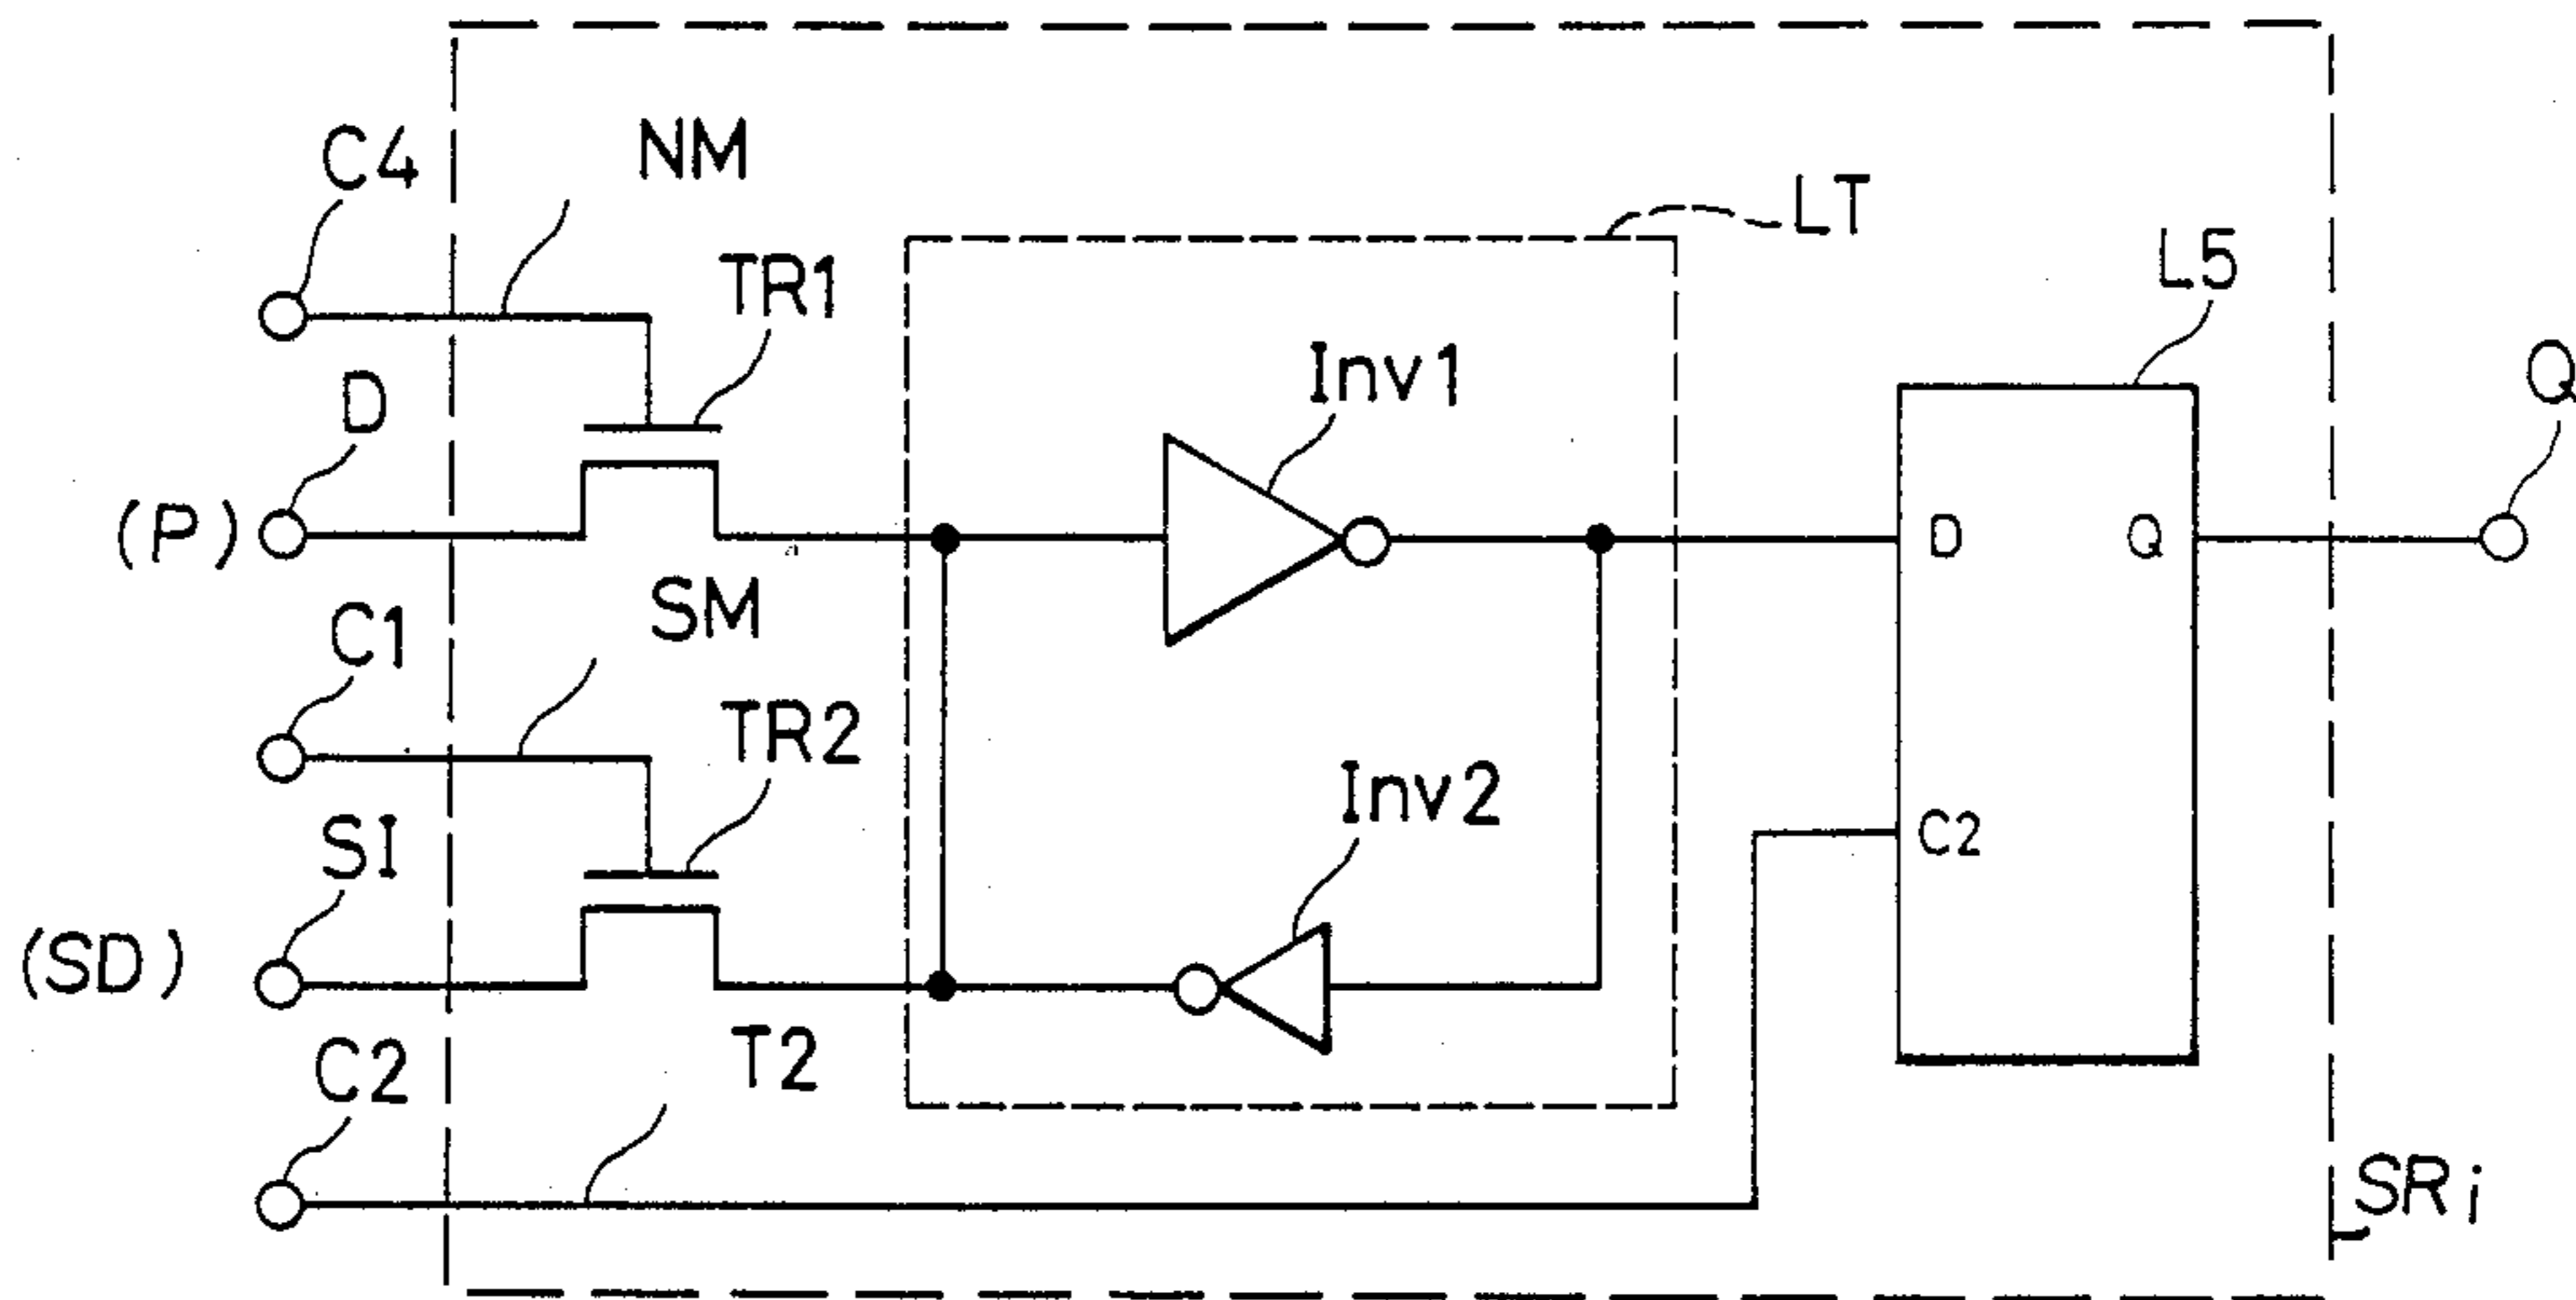 C4
NM
LT
TR1
L5
D
Inv1
Q
(P)
D
Q
SM
C1
TR2
Inv2
SI
C2
(SD)
T2
C2
SRi